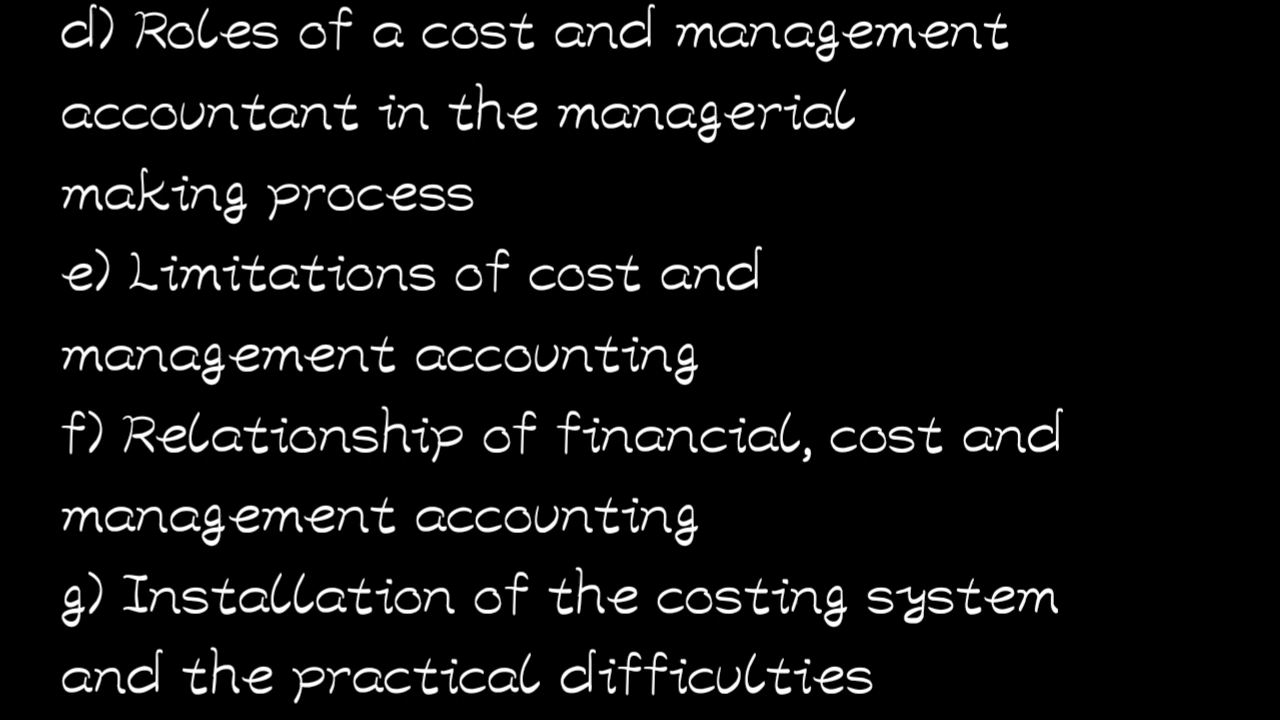 d) Roles of a cost and management
accountant in the managerial
making process
e) Limitations of cost and
management accounting
f) Relationship of financial, cost and
management accounting
g) Installation of the costing system
and the practical difficulties